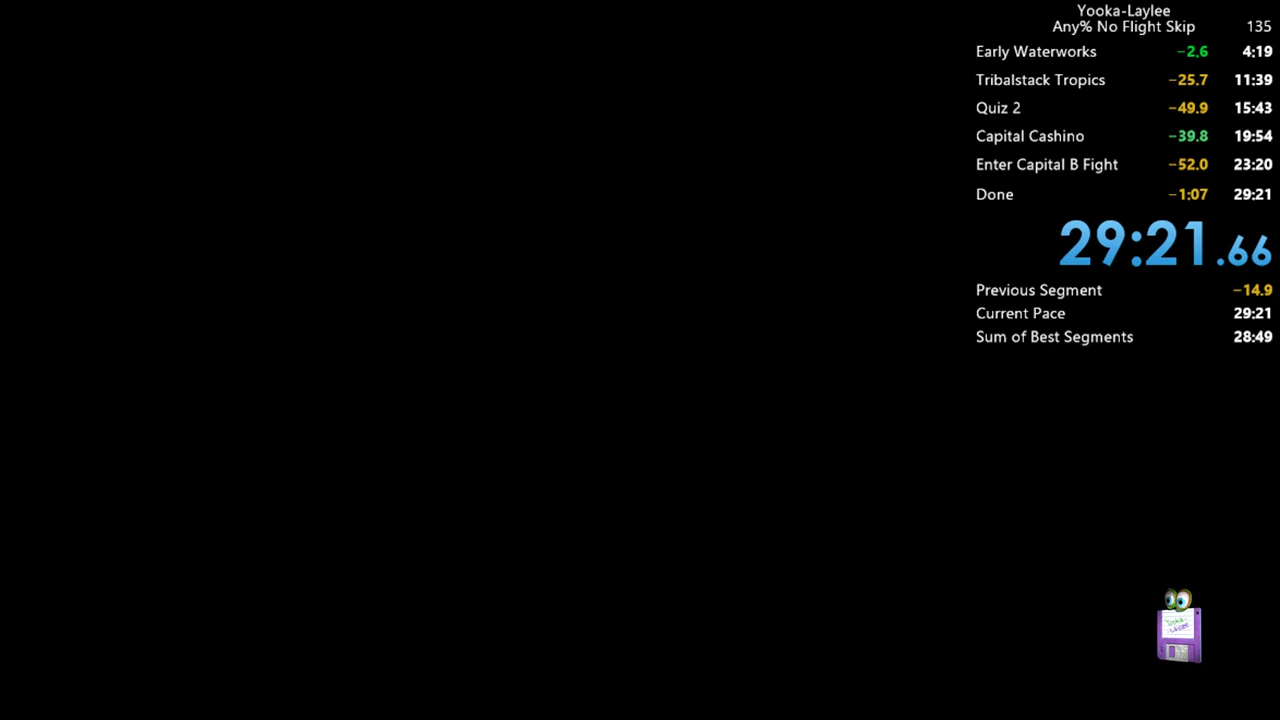 Yooka-Laylee
Any% No Flight Skip 135
Early Waterworks −2.6 4:19
Tribalstack Tropics −25.7 11:39
Quiz 2 −49.9 15:43
Capital Cashino −39.8 19:54
Enter Capital B Fight −52.0 23:20
Done −1:07 29:21
29:21.66
Previous Segment −14.9
Current Pace 29:21
Sum of Best Segments 28:49
Yooka-
Laylee